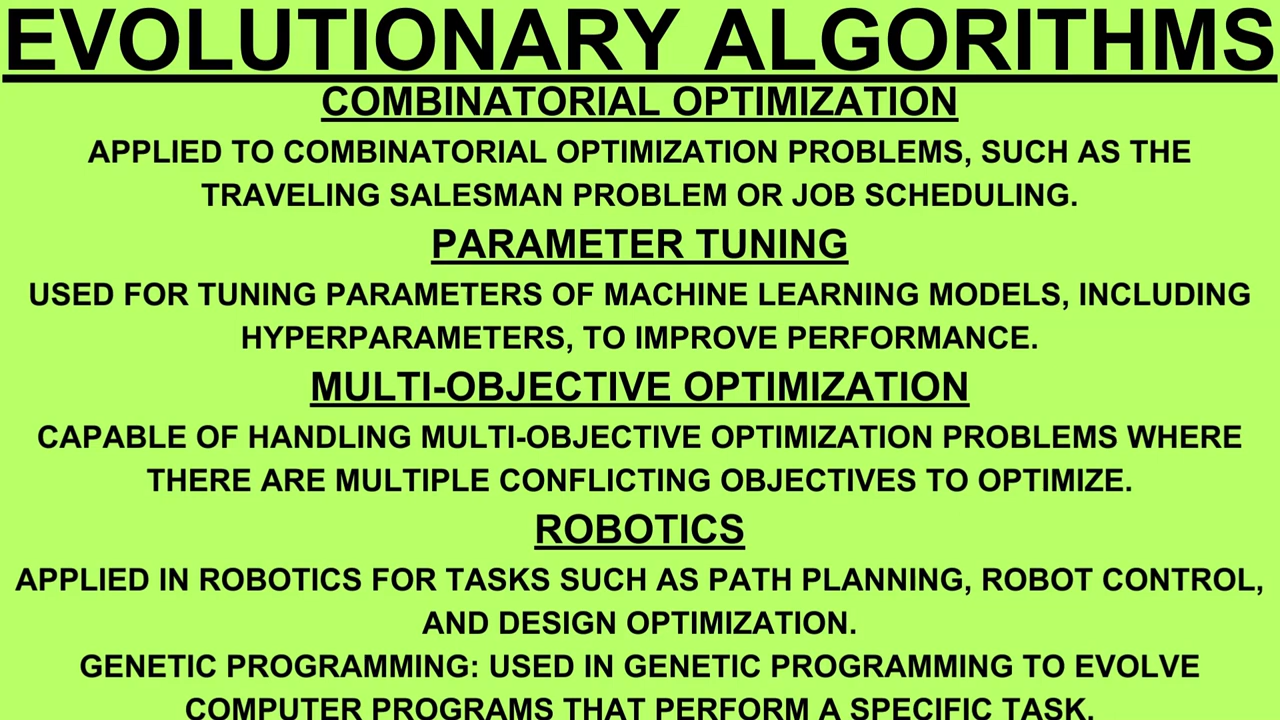 EVOLUTIONARY ALGORITHMS
COMBINATORIAL OPTIMIZATION
APPLIED TO COMBINATORIAL OPTIMIZATION PROBLEMS, SUCH AS THE
TRAVELING SALESMAN PROBLEM OR JOB SCHEDULING.
PARAMETER TUNING
USED FOR TUNING PARAMETERS OF MACHINE LEARNING MODELS, INCLUDING
HYPERPARAMETERS, TO IMPROVE PERFORMANCE.
MULTI-OBJECTIVE OPTIMIZATION
CAPABLE OF HANDLING MULTI-OBJECTIVE OPTIMIZATION PROBLEMS WHERE
THERE ARE MULTIPLE CONFLICTING OBJECTIVES TO OPTIMIZE.
ROBOTICS
APPLIED IN ROBOTICS FOR TASKS SUCH AS PATH PLANNING, ROBOT CONTROL,
AND DESIGN OPTIMIZATION.
GENETIC PROGRAMMING: USED IN GENETIC PROGRAMMING TO EVOLVE
COMPUTER PROGRAMS THAT PERFORM A SPECIFIC TASK.